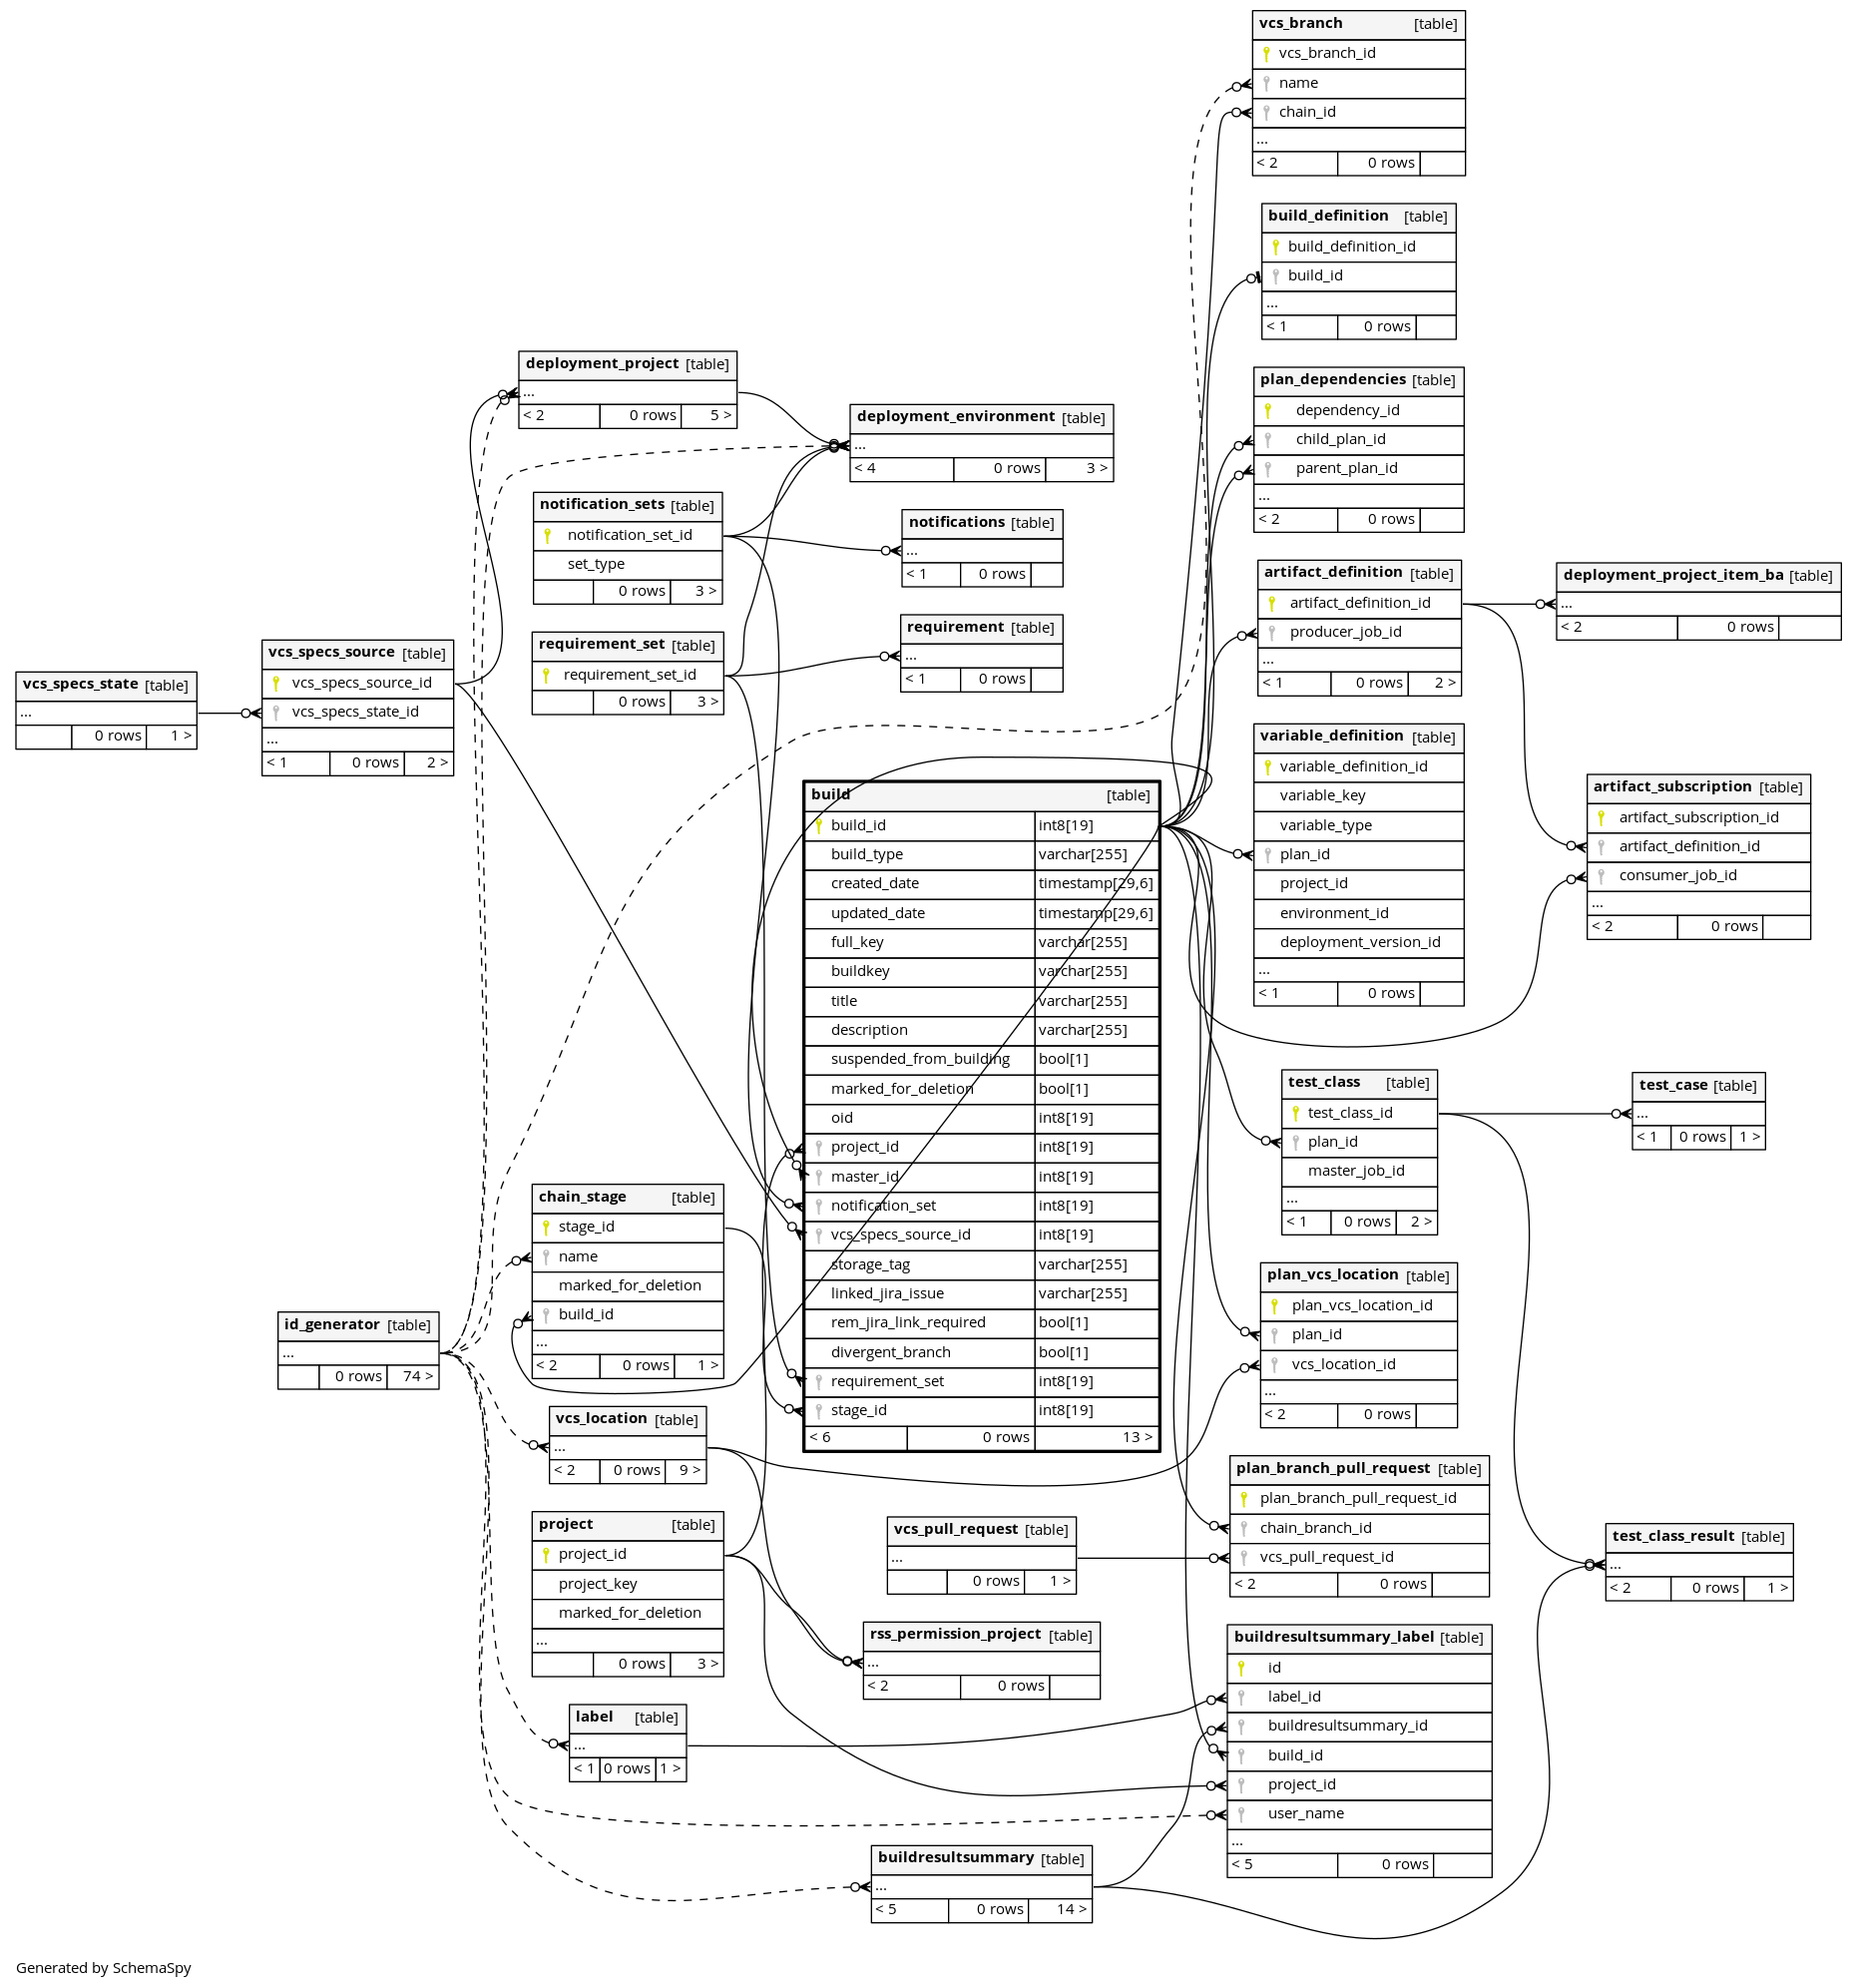 vcs_branch [table]
vcs_branch_id
name
chain_id
...
< 2 0 rows
build_definition [table]
build_definition_id
build_id
...
< 1 0 rows
deployment_project [table]
...
< 2 0 rows 5 >
plan_dependencies [table]
dependency_id
child_plan_id
parent_plan_id
...
< 2 0 rows
deployment_environment [table]
...
< 4 0 rows 3 >
notification_sets [table]
notification_set_id
set_type
0 rows 3 >
notifications [table]
...
< 1 0 rows
artifact_definition [table]
artifact_definition_id
producer_job_id
...
< 1 0 rows 2 >
deployment_project_item_ba [table]
...
< 2 0 rows
requirement [table]
...
< 1 0 rows
requirement_set [table]
requirement_set_id
0 rows 3 >
vcs_specs_source [table]
vcs_specs_source_id
vcs_specs_state_id
...
< 1 0 rows 2 >
vcs_specs_state [table]
...
0 rows 1 >
variable_definition [table]
variable_definition_id
variable_key
variable_type
plan_id
project_id
environment_id
deployment_version_id
...
< 1 0 rows
artifact_subscription [table]
artifact_subscription_id
artifact_definition_id
consumer_job_id
...
< 2 0 rows
build [table]
build_id int8[19]
build_type varchar[255]
created_date timestamp[29,6]
updated_date timestamp[29,6]
full_key varchar[255]
buildkey varchar[255]
title varchar[255]
description varchar[255]
suspended_from_building bool[1]
marked_for_deletion bool[1]
oid int8[19]
project_id int8[19]
master_id int8[19]
notification_set int8[19]
vcs_specs_source_id int8[19]
storage_tag varchar[255]
linked_jira_issue varchar[255]
rem_jira_link_required bool[1]
divergent_branch bool[1]
requirement_set int8[19]
stage_id int8[19]
< 6 0 rows 13 >
test_class [table]
test_class_id
plan_id
master_job_id
...
< 1 0 rows 2 >
test_case [table]
...
< 1 0 rows 1 >
chain_stage [table]
stage_id
name
marked_for_deletion
build_id
...
< 2 0 rows 1 >
plan_vcs_location [table]
plan_vcs_location_id
plan_id
vcs_location_id
...
< 2 0 rows
id_generator [table]
...
0 rows 74 >
vcs_location [table]
...
< 2 0 rows 9 >
plan_branch_pull_request [table]
plan_branch_pull_request_id
chain_branch_id
vcs_pull_request_id
< 2 0 rows
project [table]
project_id
project_key
marked_for_deletion
...
0 rows 3 >
vcs_pull_request [table]
...
0 rows 1 >
test_class_result [table]
...
< 2 0 rows 1 >
rss_permission_project [table]
...
< 2 0 rows
buildresultsummary_label [table]
id
label_id
buildresultsummary_id
build_id
project_id
user_name
...
< 5 0 rows
label [table]
...
< 1 0 rows 1 >
buildresultsummary [table]
...
< 5 0 rows 14 >
Generated by SchemaSpy